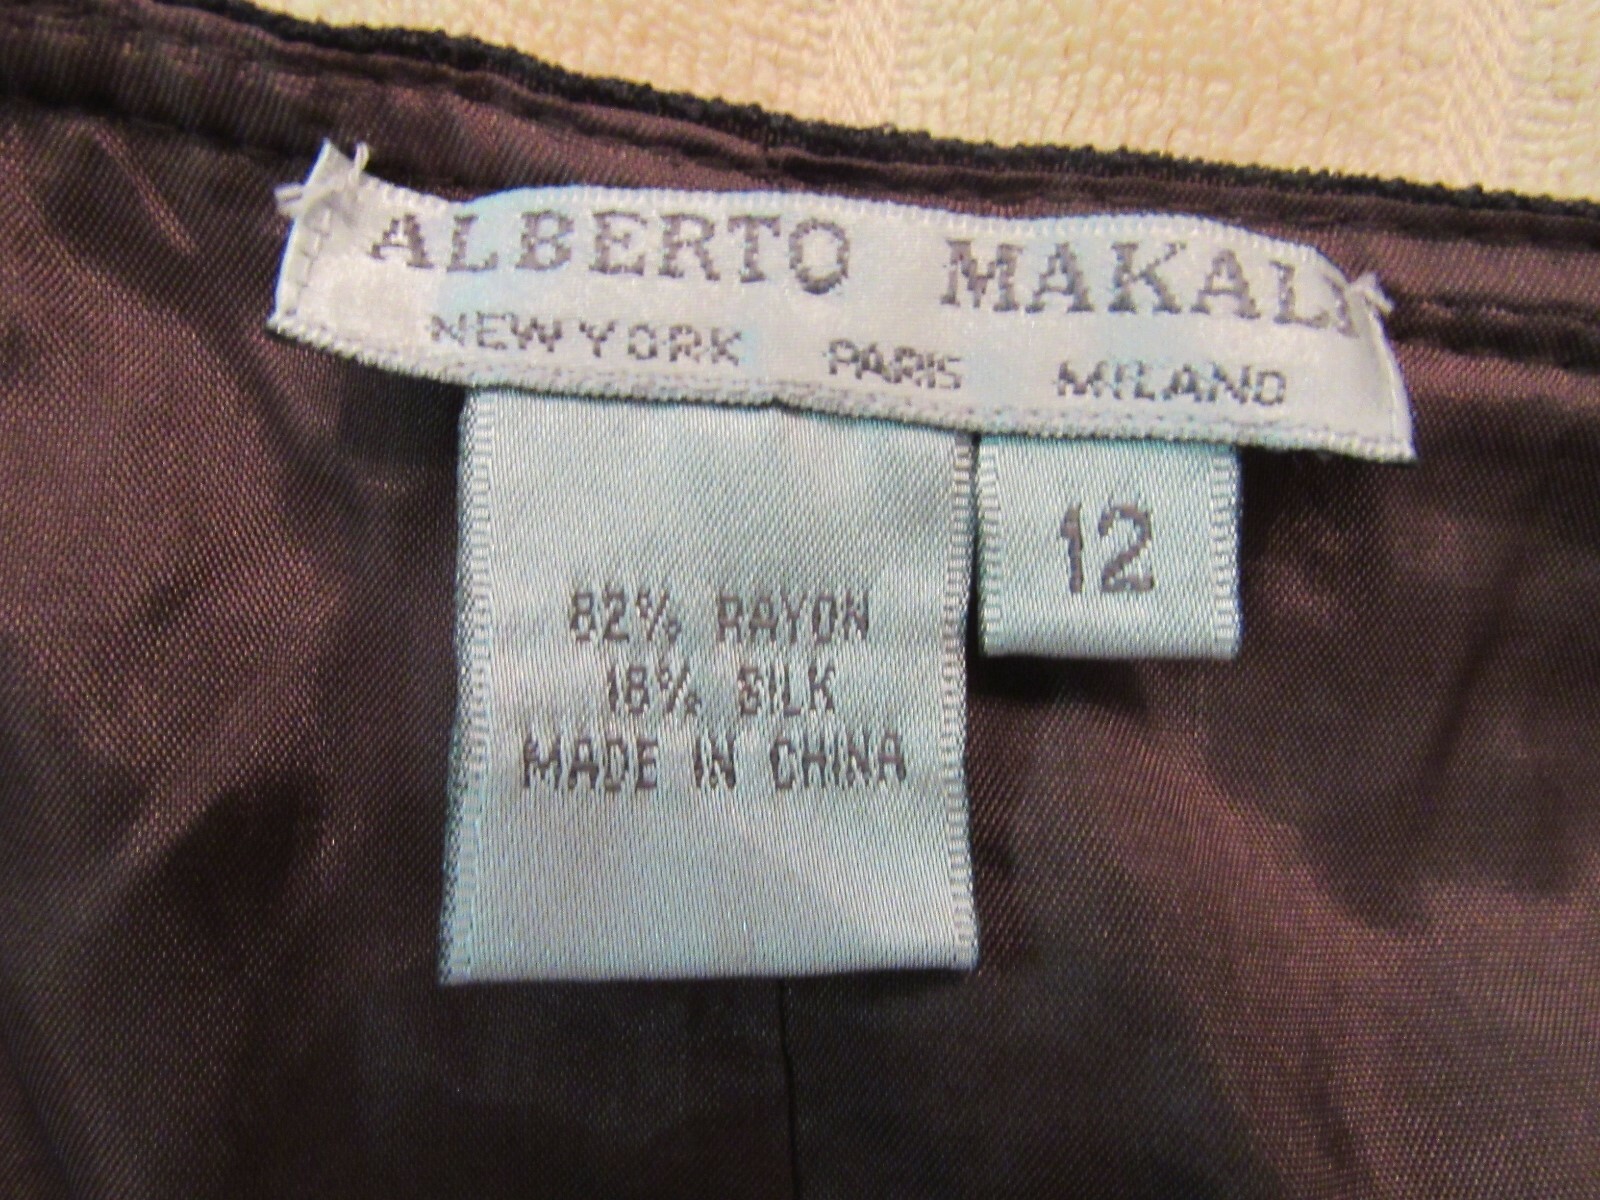 ALBERTO MAKALI
NEW YORK PARIS MILANO
12
82% RAYON
18% SILK
MADE IN CHINA